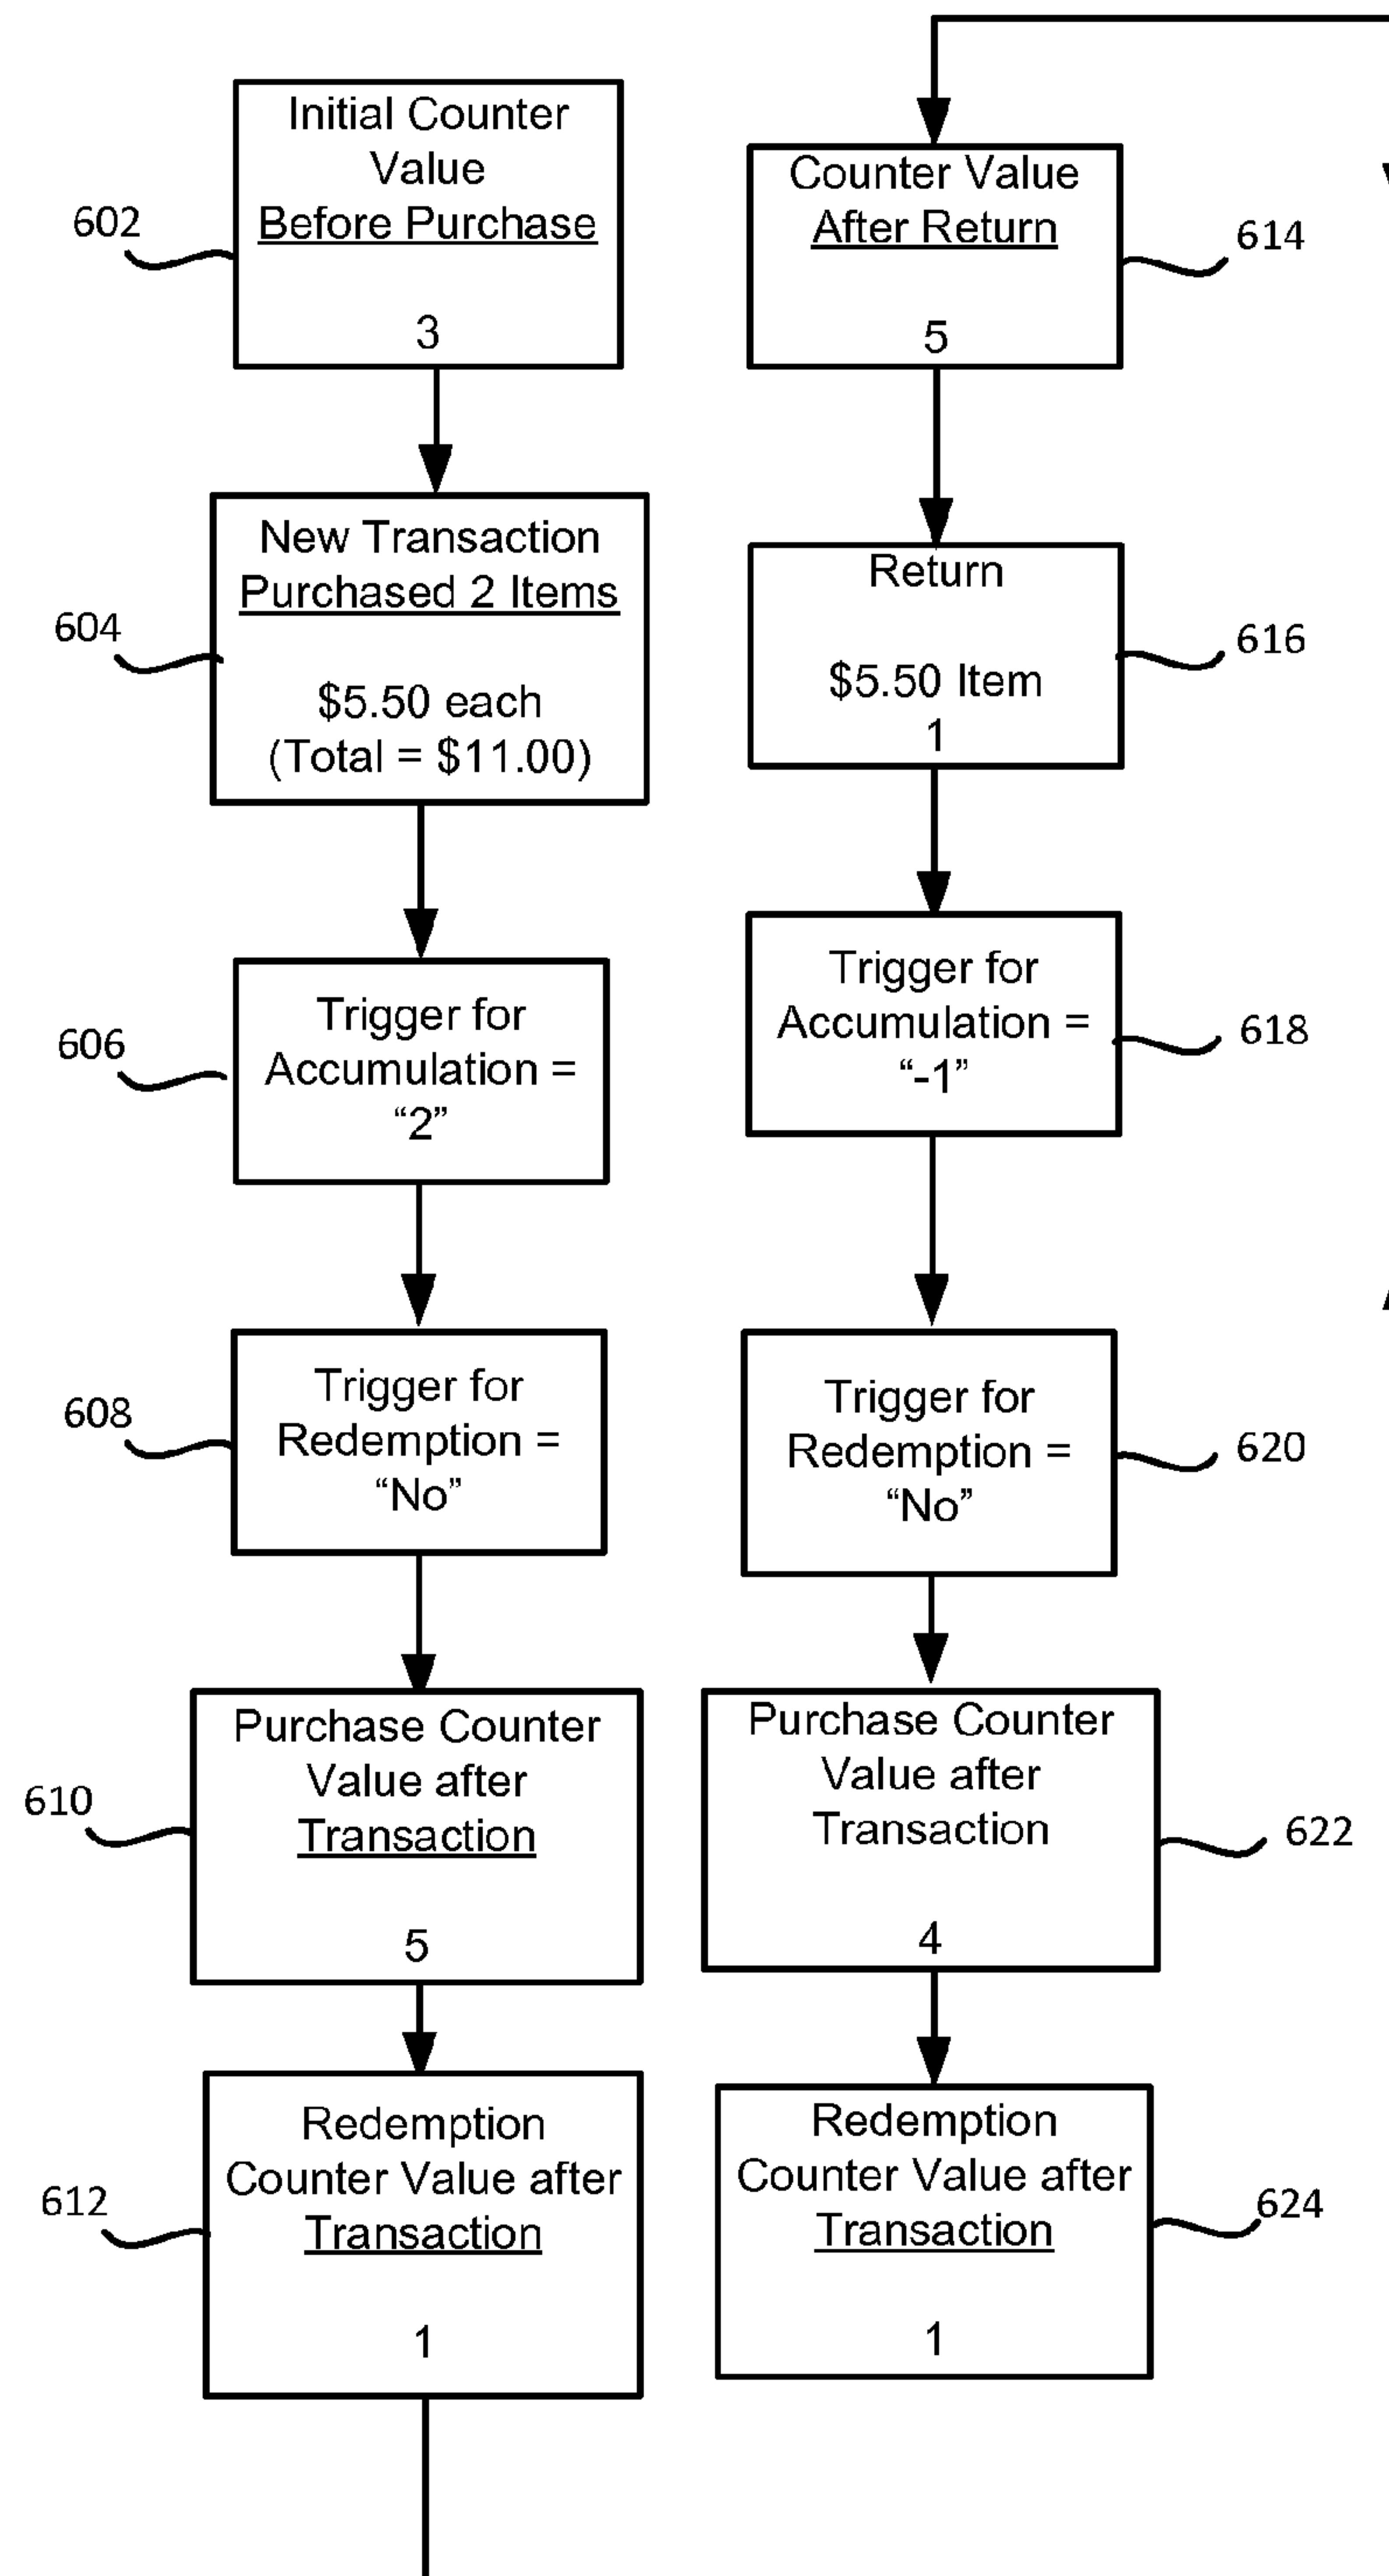 602
Initial Counter
Value
Before Purchase
3
604
New Transaction
Purchased 2 Items
$5.50 each
(Total = $11.00)
606
Trigger for
Accumulation =
“2”
608
Trigger for
Redemption =
“No”
610
Purchase Counter
Value after
Transaction
5
612
Redemption
Counter Value after
Transaction
1
Counter Value
After Return
5
614
Return
$5.50 Item
1
616
Trigger for
Accumulation =
“-1”
618
Trigger for
Redemption =
“No”
620
Purchase Counter
Value after
Transaction
4
622
Redemption
Counter Value after
Transaction
1
624